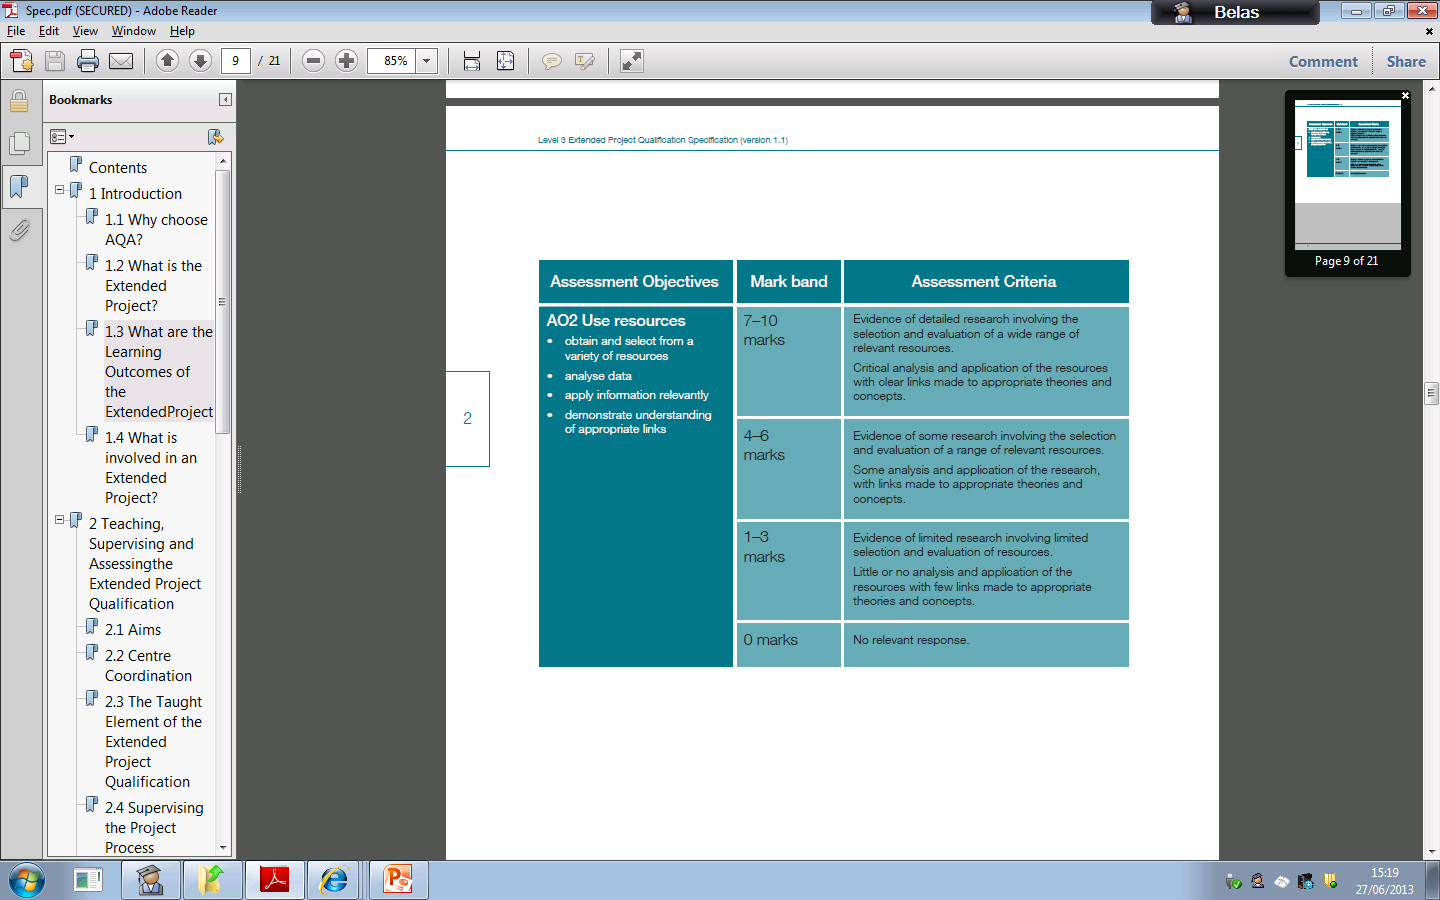 Spec.pdf (SECURED) - Adobe Reader
Belas
File Edit View Window Help
9 / 21
85%
Comment Share
Bookmarks
Contents
1 Introduction
1.1 Why choose
AQA?
1.2 What is the
Extended
Project?
1.3 What are the
Learning
Outcomes of
the
ExtendedProject
1.4 What is
involved in an
Extended
Project?
2 Teaching,
Supervising and
Assessingthe
Extended Project
Qualification
2.1 Aims
2.2 Centre
Coordination
2.3 The Taught
Element of the
Extended
Project
Qualification
2.4 Supervising
the Project
Process
Level 3 Extended Project Qualification Specification (version 1.1)
2
Assessment Objectives
Mark band
Assessment Criteria
AO2 Use resources
• obtain and select from a
variety of resources
• analyse data
• apply information relevantly
• demonstrate understanding
of appropriate links
7–10
marks
Evidence of detailed research involving the
selection and evaluation of a wide range of
relevant resources.
Critical analysis and application of the resources
with clear links made to appropriate theories and
concepts.
4–6
marks
Evidence of some research involving the selection
and evaluation of a range of relevant resources.
Some analysis and application of the research,
with links made to appropriate theories and
concepts.
1–3
marks
Evidence of limited research involving limited
selection and evaluation of resources.
Little or no analysis and application of the
resources with few links made to appropriate
theories and concepts.
0 marks
No relevant response.
Page 9 of 21
15:19
27/06/2013